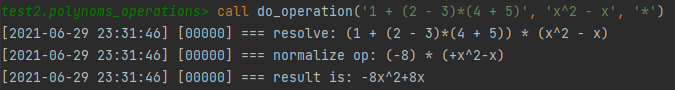 test2.polynoms_operations> call do_operation('1 + (2 - 3)*(4 + 5)', 'x^2 - x', '*')
[2021-06-29 23:31:46] [00000] === resolve: (1 + (2 - 3)*(4 + 5)) * (x^2 - x)
[2021-06-29 23:31:46] [00000] === normalize op: (-8) * (+x^2-x)
[2021-06-29 23:31:46] [00000] === result is: -8x^2+8x